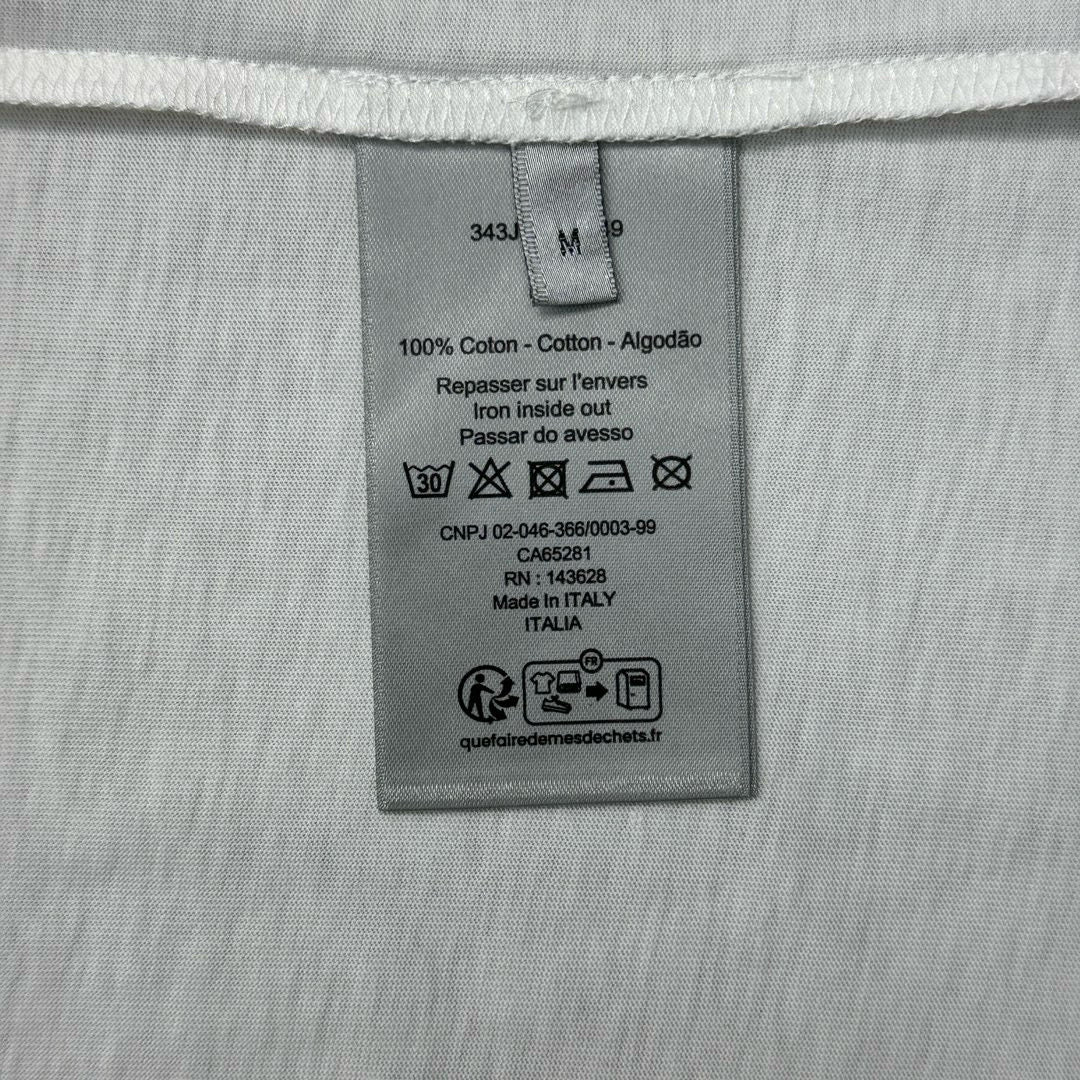 343J
9
M
100% Coton - Cotton - Algodão
Repasser sur l'envers
Iron inside out
Passar do avesso
30
CNPJ 02-046-366/0003-99
CA65281
RN : 143628
Made In ITALY
ITALIA
FR
quefairedemesdechets.fr